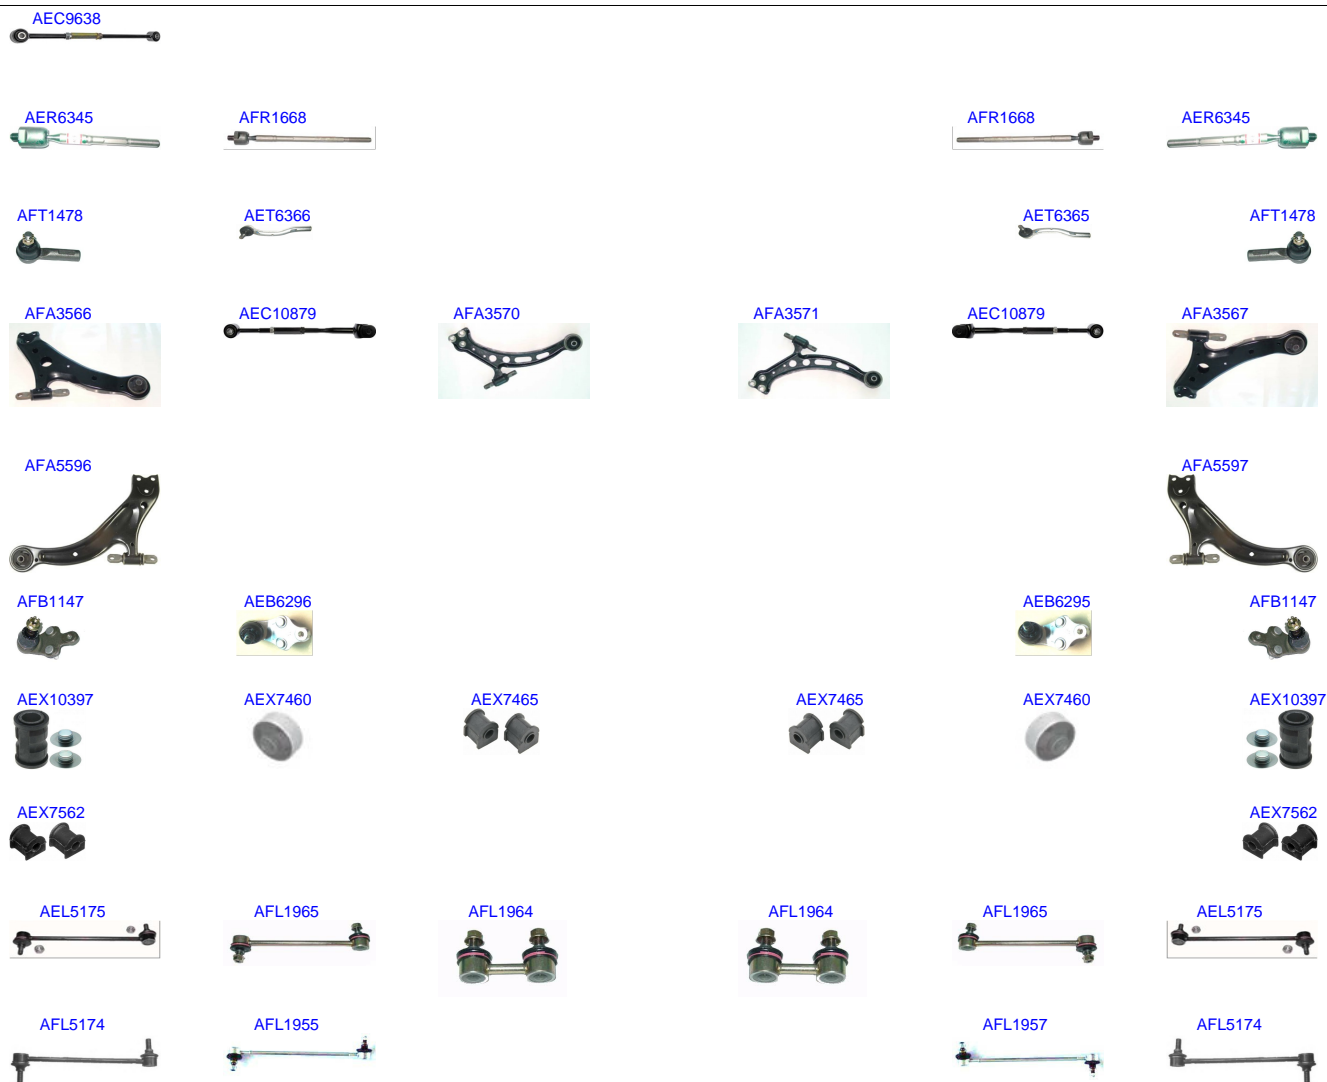 AEC9638
AER6345 AFR1668 AFR1668 AER6345
AFT1478 AET6366 AET6365 AFT1478
AFA3566 AEC10879 AFA3570 AFA3571 AEC10879 AFA3567
AFA5596 AFA5597
AFB1147 AEB6296 AEB6295 AFB1147
AEX10397 AEX7460 AEX7465 AEX7465 AEX7460 AEX10397
AEX7562 AEX7562
AEL5175 AFL1965 AFL1964 AFL1964 AFL1965 AEL5175
AFL5174 AFL1955 AFL1957 AFL5174